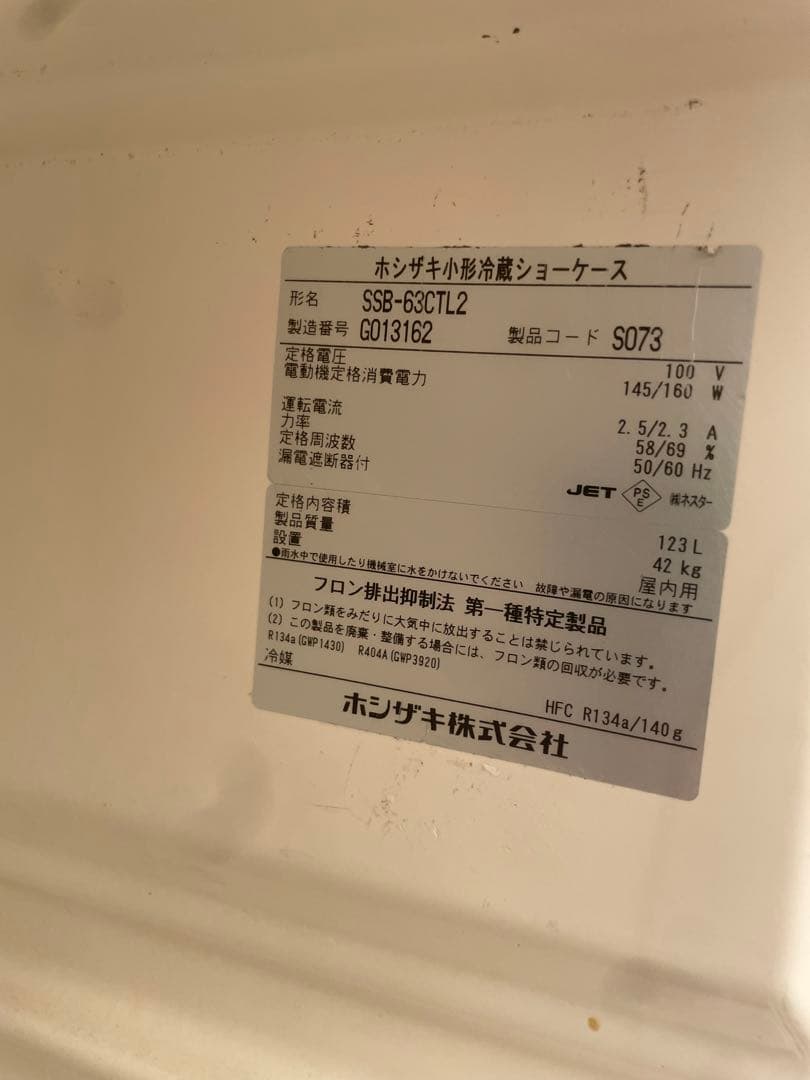 ホシザキ小形冷蔵ショーケース
形名 SSB-63CTL2
製造番号 G013162 製品コード S073
定格電圧 100 V
電動機定格消費電力 145/160 W
運転電流 2.5/2.3 A
力率 58/69 %
定格周波数 50/60 Hz
漏電遮断器付
JET PS E ㈱ネスター
定格内容積 123 L
製品質量 42 kg
設置 屋内用
●雨水中で使用したり機械室に水をかけないでください 故障や漏電の原因になります
フロン排出抑制法 第一種特定製品
(1) フロン類をみだりに大気中に放出することは禁じられています。
(2) この製品を廃棄・整備する場合には、フロン類の回収が必要です。
R134a(GWP1430) R404A(GWP3920)
冷媒 HFC R134a/140g
ホシザキ株式会社